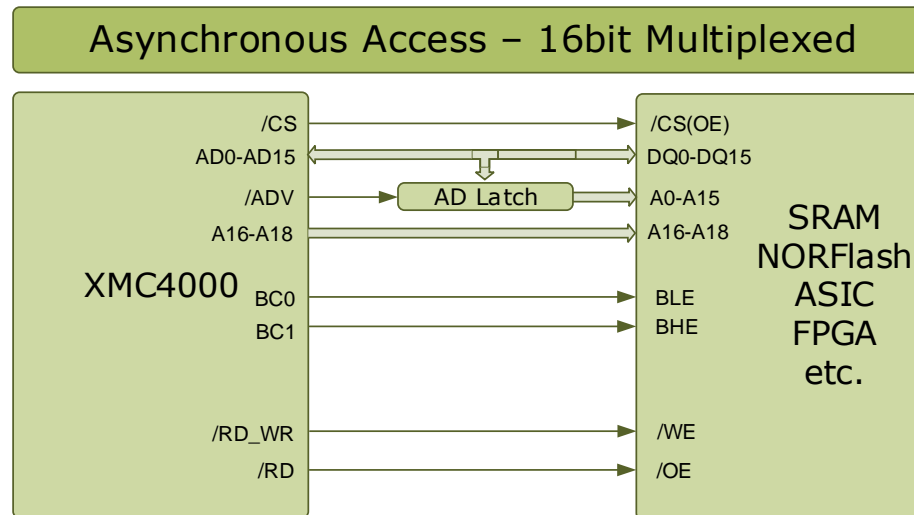 Asynchronous Access – 16bit Multiplexed
/CS
/CS(OE)
AD0-AD15
DQ0-DQ15
/ADV
AD Latch
A0-A15
A16-A18
A16-A18
XMC4000
SRAM
NORFlash
ASIC
FPGA
etc.
BC0
BLE
BC1
BHE
/RD_WR
/WE
/RD
/OE